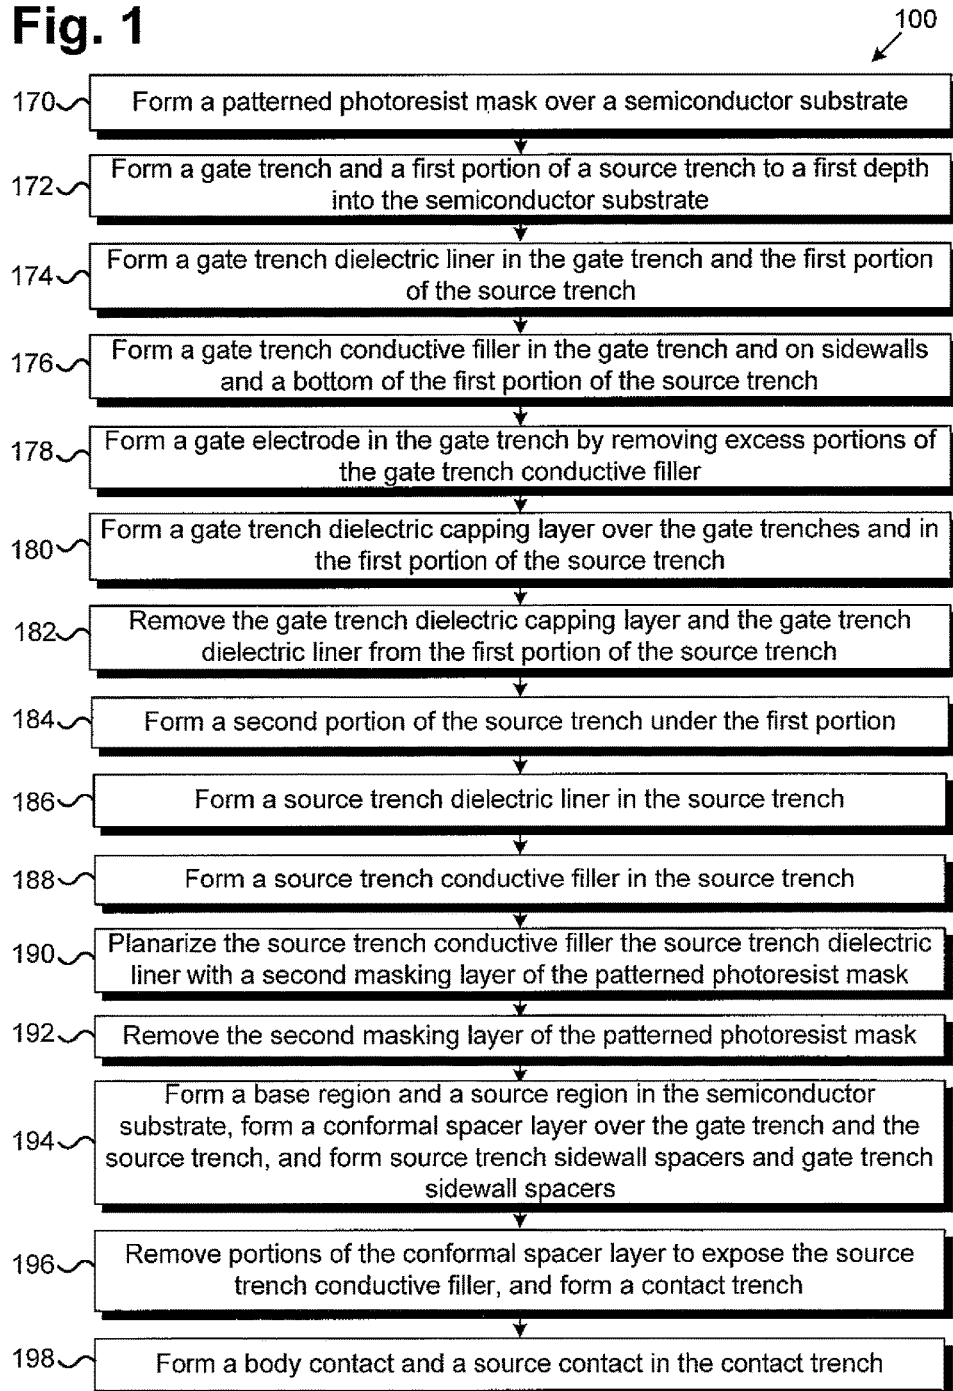 Fig. 1
100
170
Form a patterned photoresist mask over a semiconductor substrate
172
Form a gate trench and a first portion of a source trench to a first depth
into the semiconductor substrate
174
Form a gate trench dielectric liner in the gate trench and the first portion
of the source trench
176
Form a gate trench conductive filler in the gate trench and on sidewalls
and a bottom of the first portion of the source trench
178
Form a gate electrode in the gate trench by removing excess portions of
the gate trench conductive filler
180
Form a gate trench dielectric capping layer over the gate trenches and in
the first portion of the source trench
182
Remove the gate trench dielectric capping layer and the gate trench
dielectric liner from the first portion of the source trench
184
Form a second portion of the source trench under the first portion
186
Form a source trench dielectric liner in the source trench
188
Form a source trench conductive filler in the source trench
190
Planarize the source trench conductive filler the source trench dielectric
liner with a second masking layer of the patterned photoresist mask
192
Remove the second masking layer of the patterned photoresist mask
194
Form a base region and a source region in the semiconductor
substrate, form a conformal spacer layer over the gate trench and the
source trench, and form source trench sidewall spacers and gate trench
sidewall spacers
196
Remove portions of the conformal spacer layer to expose the source
trench conductive filler, and form a contact trench
198
Form a body contact and a source contact in the contact trench